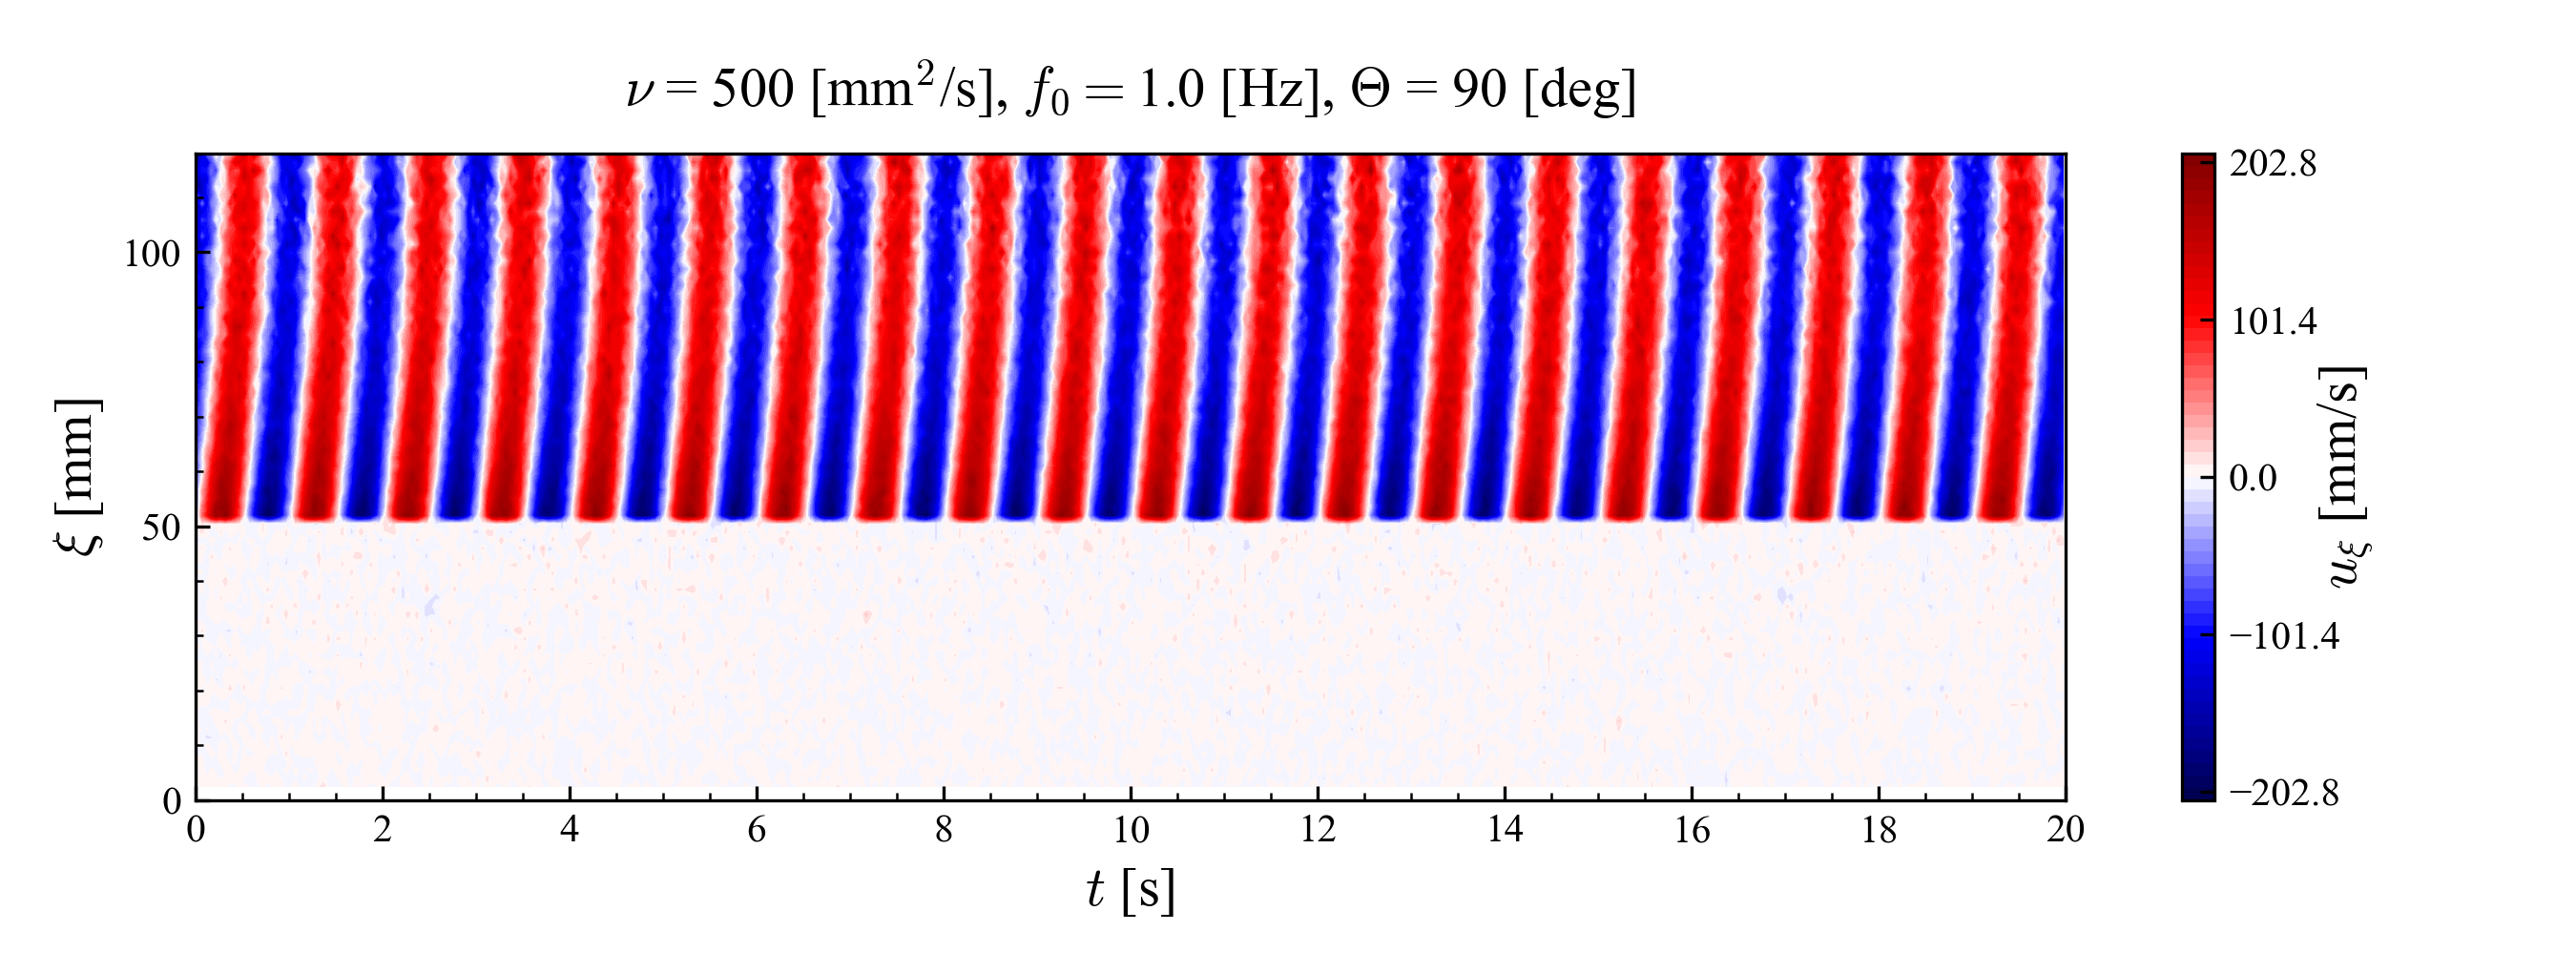 ν = 500 [mm²/s], f₀ = 1.0 [Hz], Θ = 90 [deg]
100
50
0
ξ [mm]
0 2 4 6 8 10 12 14 16 18 20
t [s]
202.8
101.4
0.0
−101.4
−202.8
u_ξ [mm/s]